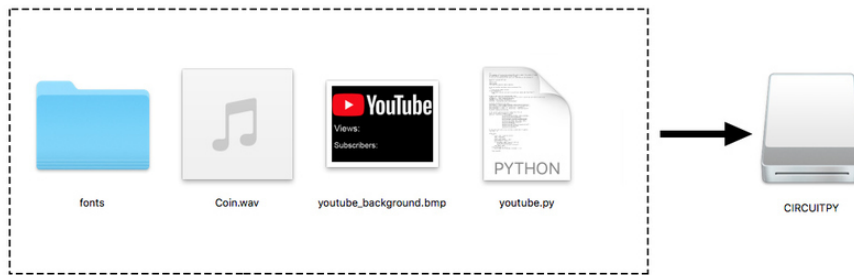 YouTube
Views:
Subscribers:
PYTHON
fonts
Coin.wav
youtube_background.bmp
youtube.py
CIRCUITPY